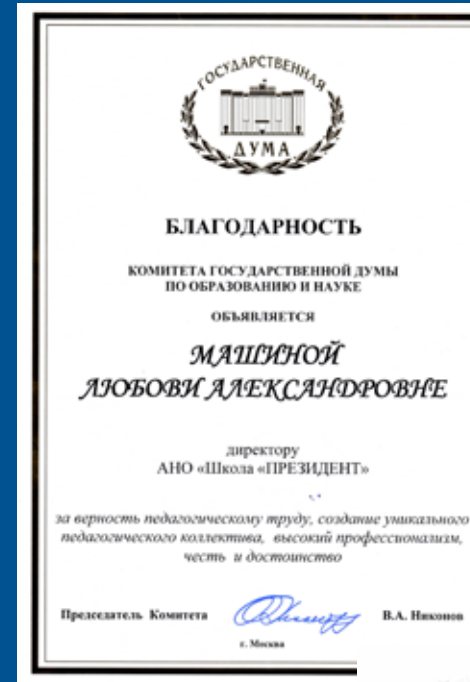 ГОСУДАРСТВЕННАЯ
ДУМА
БЛАГОДАРНОСТЬ
КОМИТЕТА ГОСУДАРСТВЕННОЙ ДУМЫ
ПО ОБРАЗОВАНИЮ И НАУКЕ
ОБЪЯВЛЯЕТСЯ
МАШИНОЙ
ЛЮБОВИ АЛЕКСАНДРОВНЕ
директору
АНО «Школа «ПРЕЗИДЕНТ»
за верность педагогическому труду, создание уникального
педагогического коллектива, высокий профессионализм,
честь и достоинство
Председатель Комитета В.А. Никонов
г. Москва